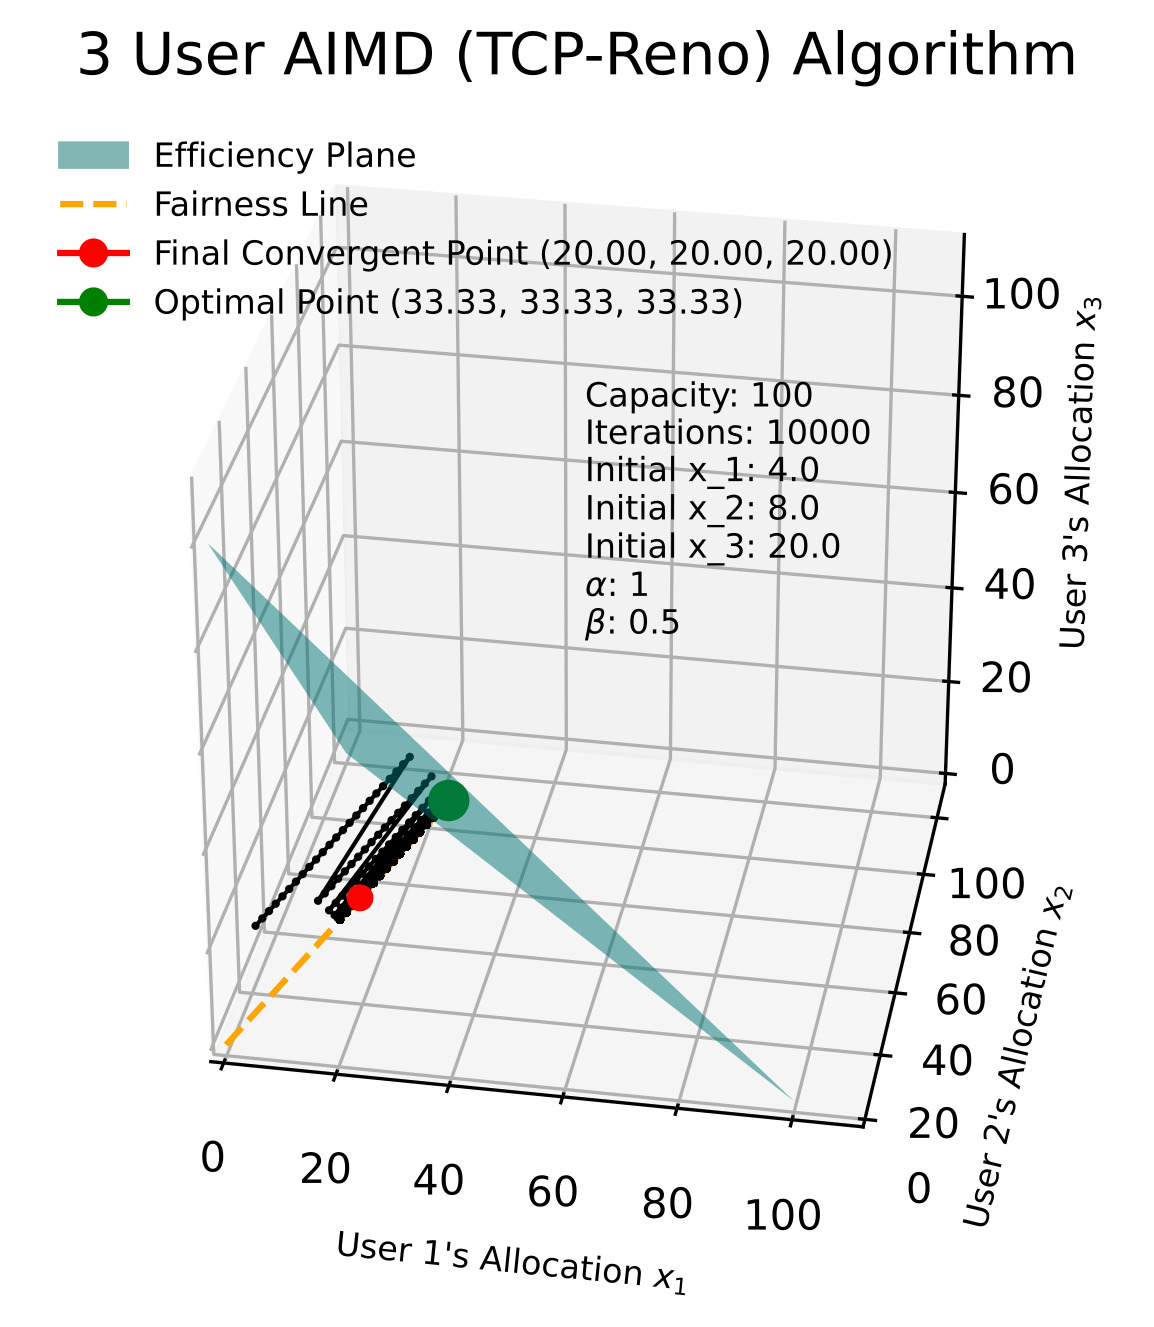 3 User AIMD (TCP-Reno) Algorithm
Efficiency Plane
Fairness Line
Final Convergent Point (20.00, 20.00, 20.00)
Optimal Point (33.33, 33.33, 33.33)
Capacity: 100
Iterations: 10000
Initial x_1: 4.0
Initial x_2: 8.0
Initial x_3: 20.0
α: 1
β: 0.5
100
80
60
40
20
0
User 3's Allocation x₃
100
80
60
40
20
0
User 2's Allocation x₂
0
20
40
60
80
100
User 1's Allocation x₁